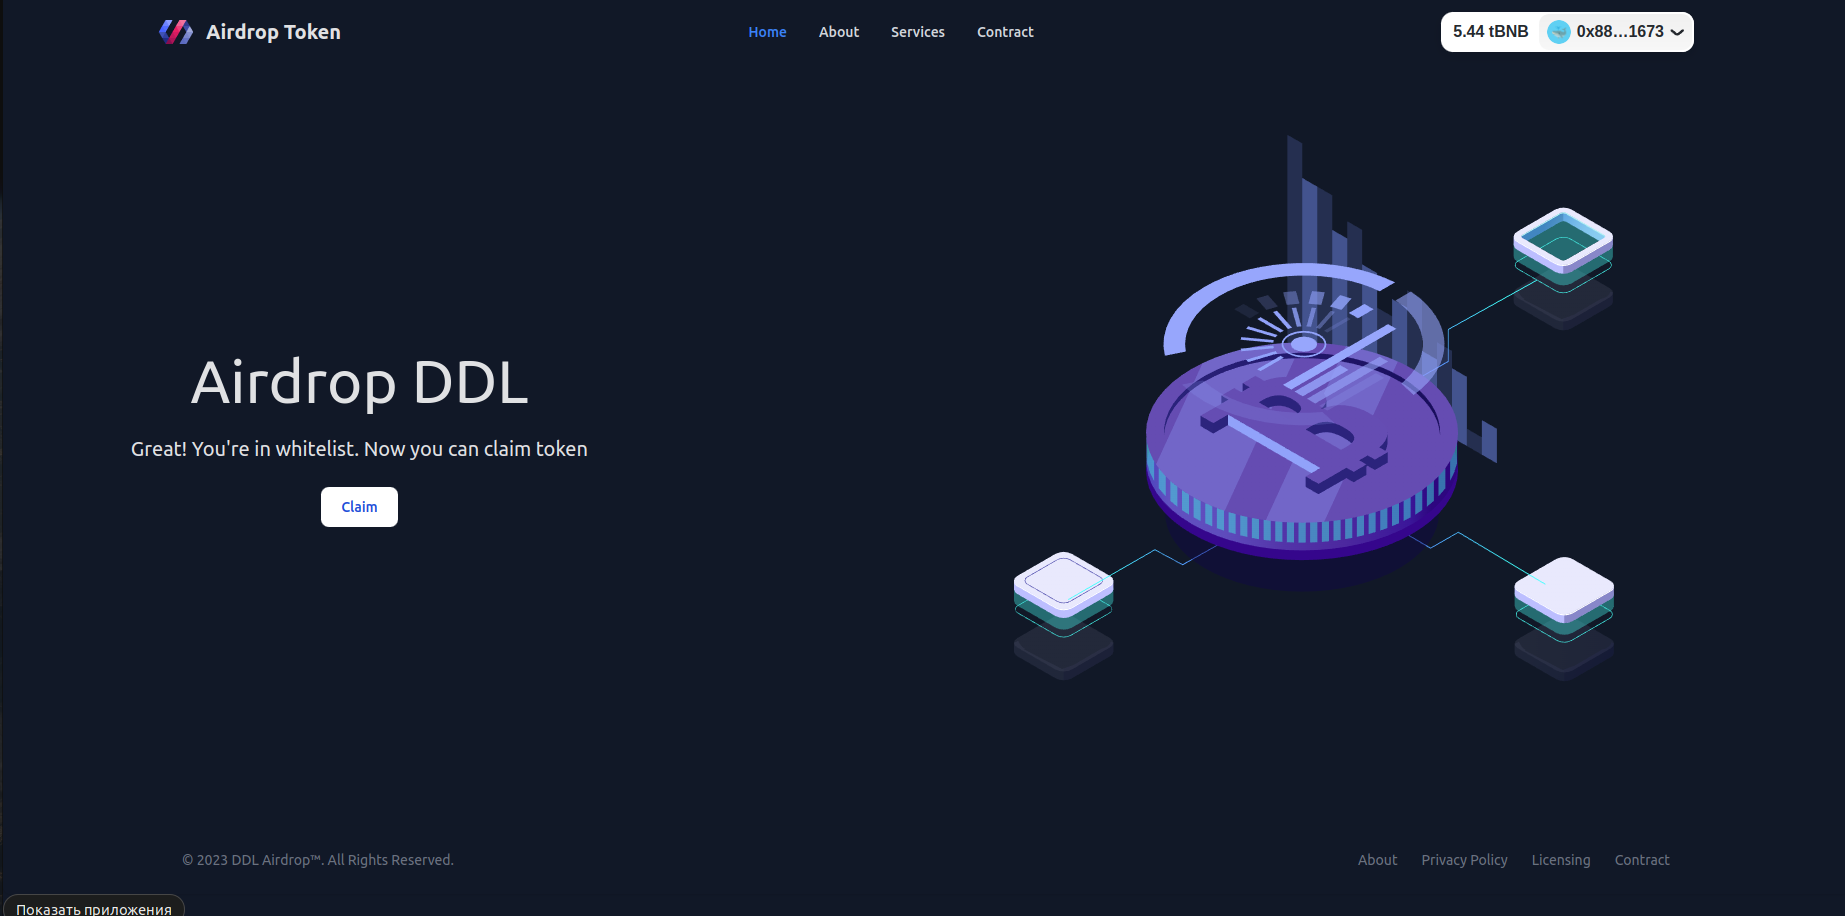 Airdrop Token
Home About Services Contract
5.44 tBNB 0x88...1673
Airdrop DDL
Great! You're in whitelist. Now you can claim token
Claim
© 2023 DDL Airdrop™. All Rights Reserved.
About Privacy Policy Licensing Contract
Показать приложения